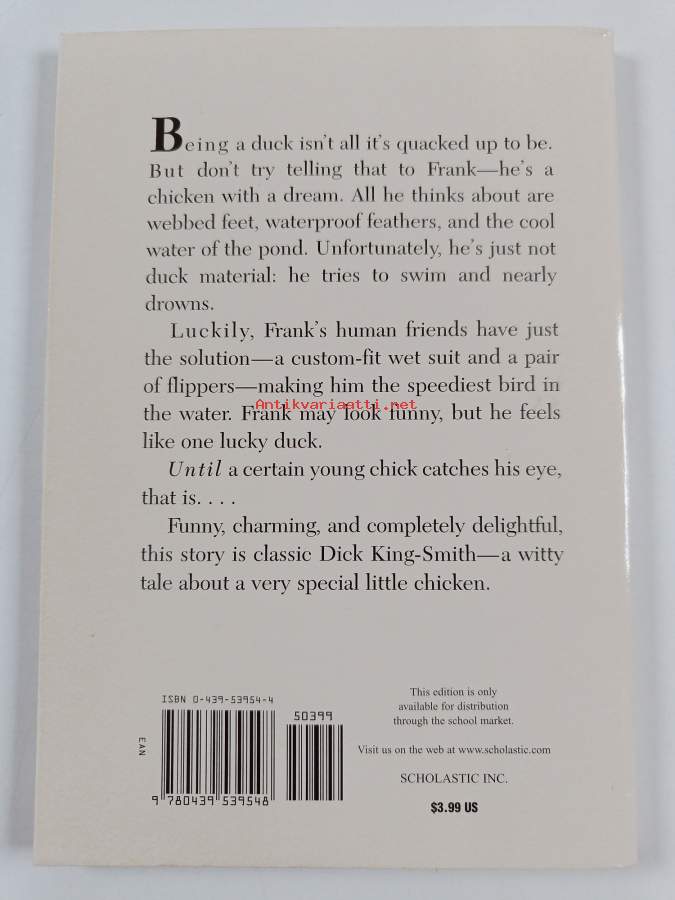 Being a duck isn't all it's quacked up to be.
But don't try telling that to Frank—he's a
chicken with a dream. All he thinks about are
webbed feet, waterproof feathers, and the cool
water of the pond. Unfortunately, he's just not
duck material: he tries to swim and nearly
drowns.
Luckily, Frank's human friends have just
the solution—a custom-fit wet suit and a pair
of flippers—making him the speediest bird in
the water. Frank may look funny, but he feels
Antikvariaatti.net
like one lucky duck.
Until a certain young chick catches his eye,
that is. . . .
Funny, charming, and completely delightful,
this story is classic Dick King-Smith—a witty
tale about a very special little chicken.
ISBN 0-439-53954-4
50399
EAN
9 780439 539548
This edition is only
available for distribution
through the school market.
Visit us on the web at www.scholastic.com
SCHOLASTIC INC.
$3.99 US